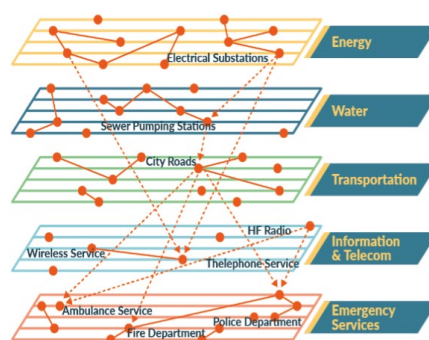 Energy
Electrical Substations
Water
Sewer Pumping Stations
City Roads
Transportation
HF Radio
Wireless Service
Information
& Telecom
Thelephone Service
Ambulance Service
Police Department
Emergency
Services
Fire Department